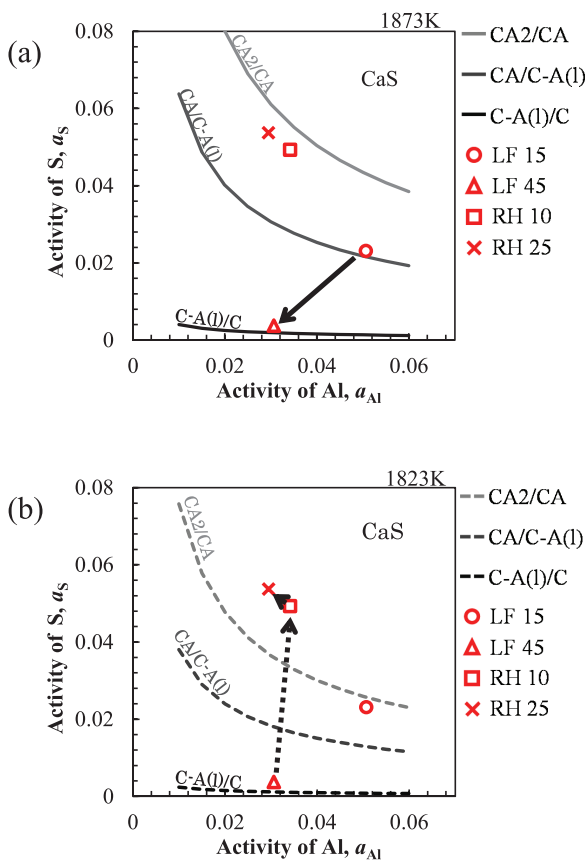 1873K
(a)
0.08
0.06
0.04
0.02
0
Activity of S, aS
CA2/CA
CA/C-A(l)
C-A(l)/C
CaS
0
0.02
0.04
0.06
Activity of Al, aAl
CA2/CA
CA/C-A(l)
C-A(l)/C
LF 15
LF 45
RH 10
RH 25
1823K
(b)
0.08
0.06
0.04
0.02
0
Activity of S, aS
CA2/CA
CA/C-A(l)
C-A(l)/C
CaS
0
0.02
0.04
0.06
Activity of Al, aAl
CA2/CA
CA/C-A(l)
C-A(l)/C
LF 15
LF 45
RH 10
RH 25